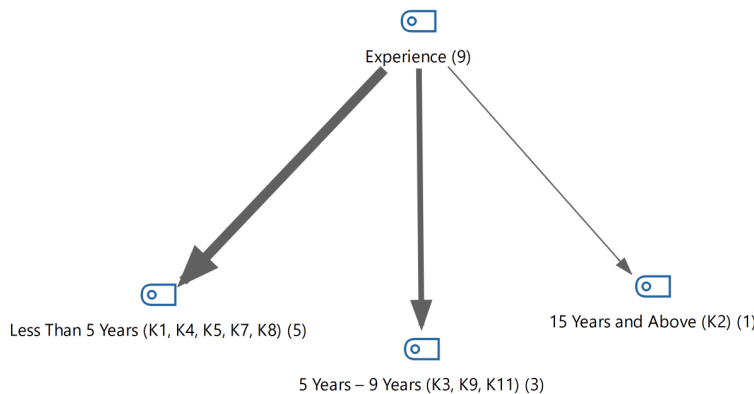 Experience (9)
Less Than 5 Years (K1, K4, K5, K7, K8) (5)
15 Years and Above (K2) (1)
5 Years – 9 Years (K3, K9, K11) (3)